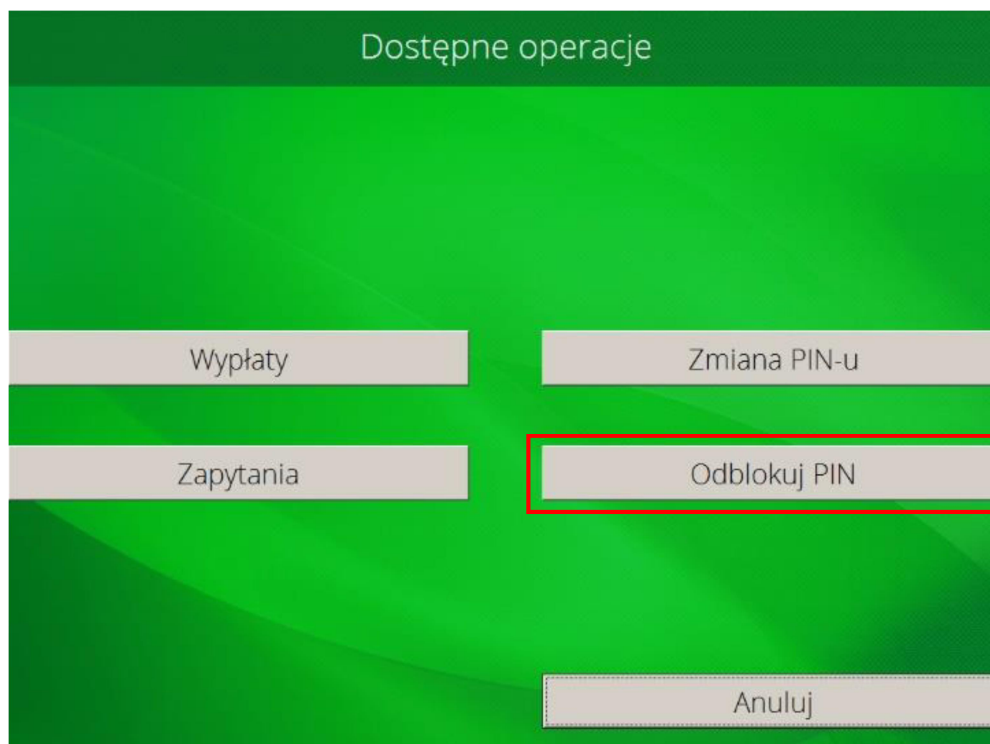 Dostępne operacje
Wypłaty
Zmiana PIN-u
Zapytania
Odblokuj PIN
Anuluj